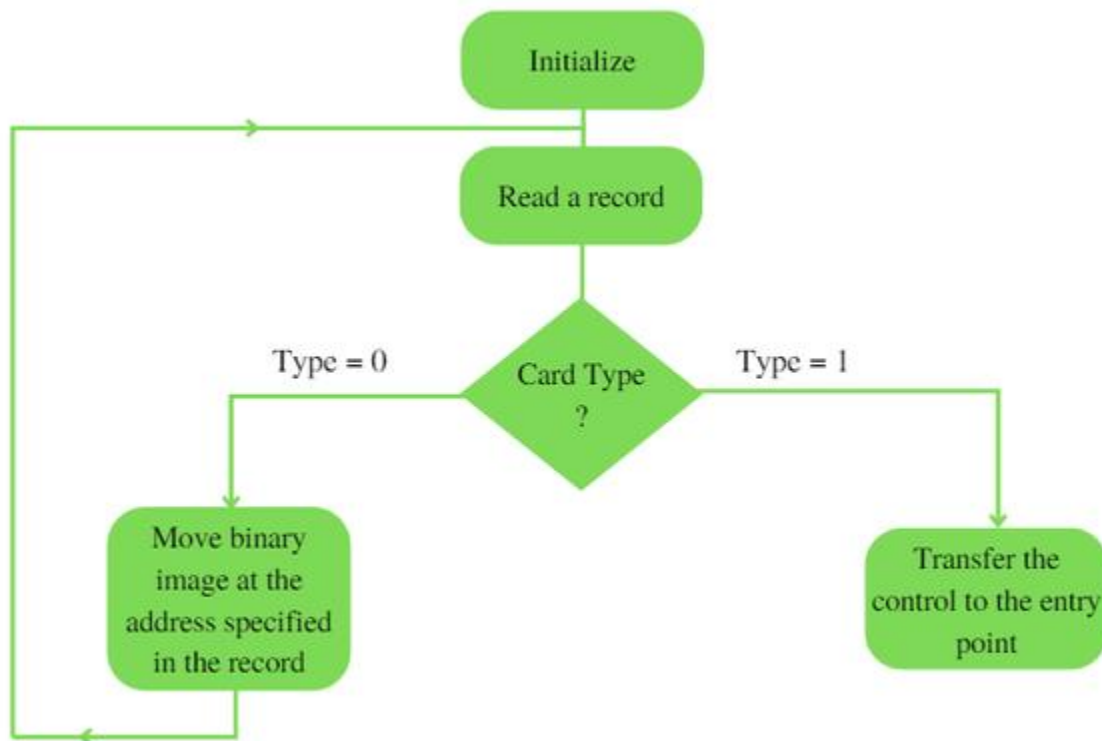 Initialize
Read a record
Type = 0
Card Type
?
Type = 1
Move binary
image at the
address specified
in the record
Transfer the
control to the entry
point